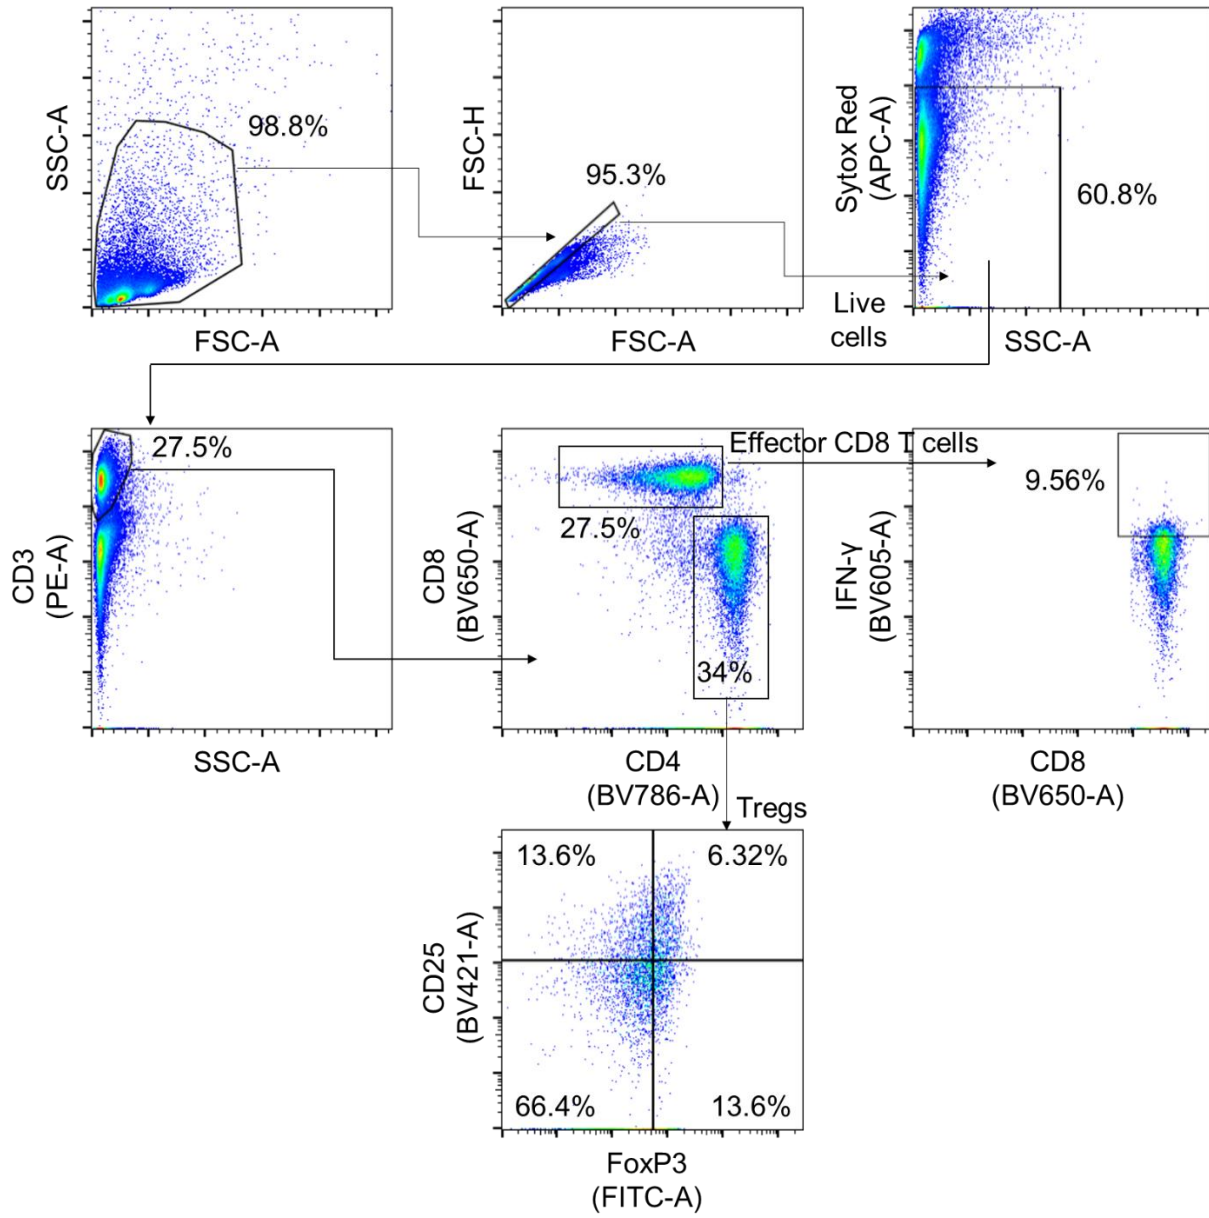 SSC-A
98.8%
FSC-A
FSC-H
95.3%
FSC-A
Sytox Red
(APC-A)
60.8%
Live
cells
SSC-A
CD3
(PE-A)
27.5%
SSC-A
CD8
(BV650-A)
27.5%
34%
CD4
(BV786-A)
Effector CD8 T cells
IFN-γ
(BV605-A)
9.56%
CD8
(BV650-A)
Tregs
CD25
(BV421-A)
13.6%
6.32%
66.4%
13.6%
FoxP3
(FITC-A)